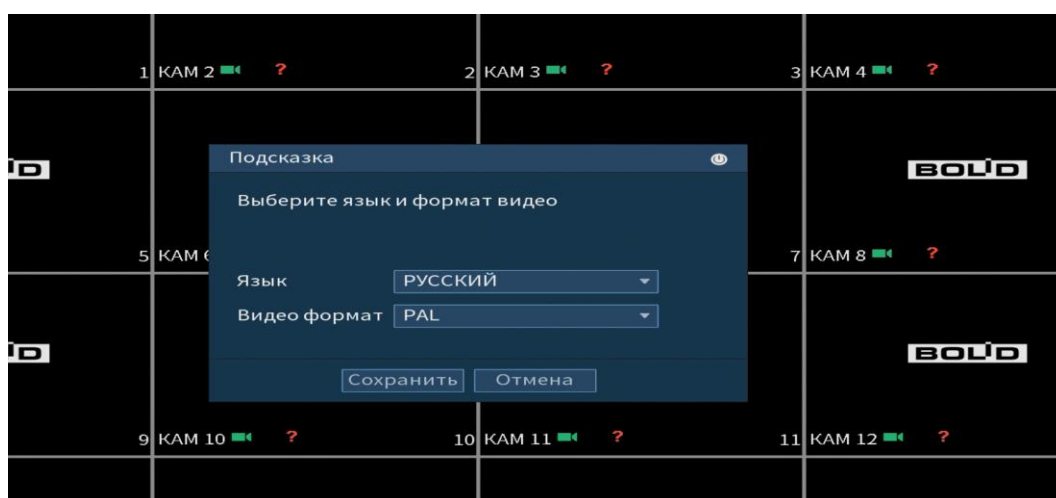 1 КАМ 2 ? 2 КАМ 3 ? 3 КАМ 4 ?
Подсказка
BOLID
Выберите язык и формат видео
5 КАМ 7 КАМ 8 ?
Язык РУССКИЙ
Видео формат PAL
BOLID
Сохранить Отмена
9 КАМ 10 ? 10 КАМ 11 ? 11 КАМ 12 ?